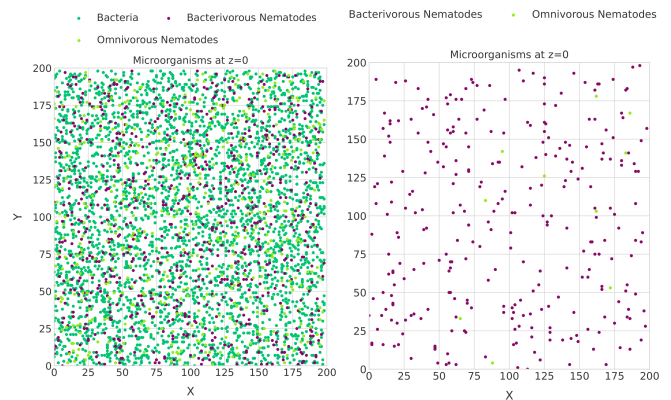 Bacteria
Bacterivorous Nematodes
Omnivorous Nematodes
Microorganisms at z=0
200
175
150
125
100
75
50
25
0
Y
0 25 50 75 100 125 150 175 200
X
Bacterivorous Nematodes
Omnivorous Nematodes
Microorganisms at z=0
200
175
150
125
100
75
50
25
0
0 25 50 75 100 125 150 175 200
X